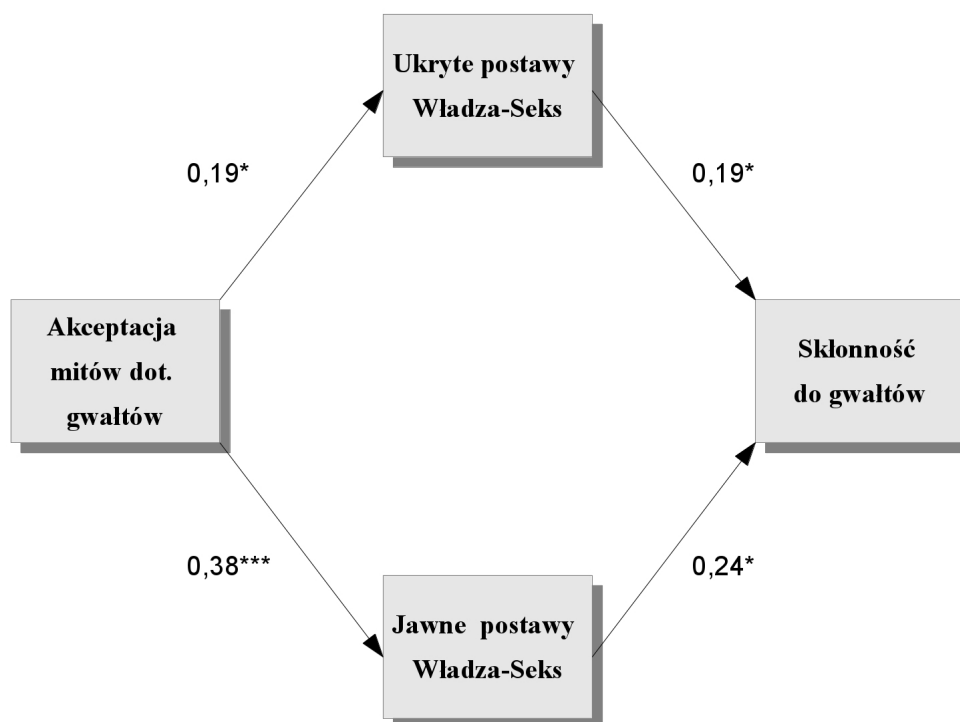 Ukryte postawy
Władza-Seks
0,19*
0,19*
Akceptacja
mitów dot.
gwałtów
Skłonność
do gwałtów
0,38***
0,24*
Jawne postawy
Władza-Seks